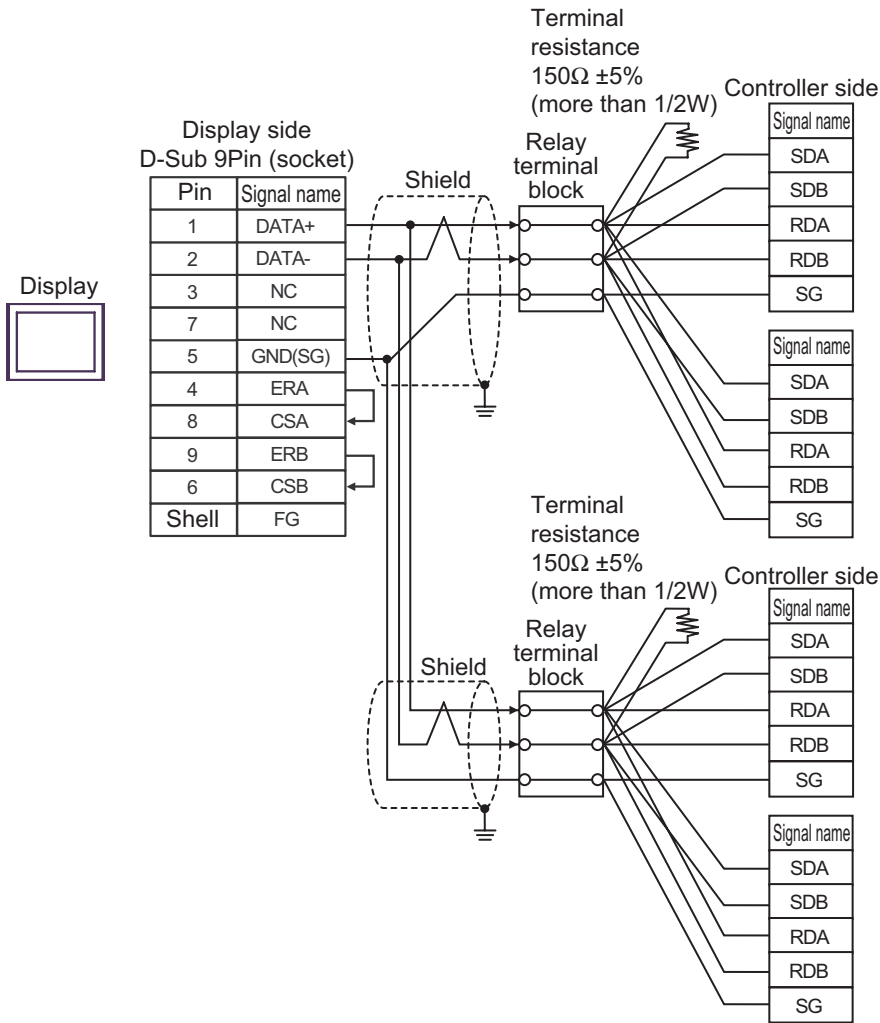 Terminal
resistance
150Ω ±5%
(more than 1/2W)
Controller side
Signal name
SDA
SDB
RDA
RDB
SG
Signal name
SDA
SDB
RDA
RDB
SG
Relay
terminal
block
Shield
Display side
D-Sub 9Pin (socket)
Pin Signal name
1 DATA+
2 DATA-
3 NC
7 NC
5 GND(SG)
4 ERA
8 CSA
9 ERB
6 CSB
Shell FG
Display
Terminal
resistance
150Ω ±5%
(more than 1/2W)
Controller side
Signal name
SDA
SDB
RDA
RDB
SG
Signal name
SDA
SDB
RDA
RDB
SG
Relay
terminal
block
Shield